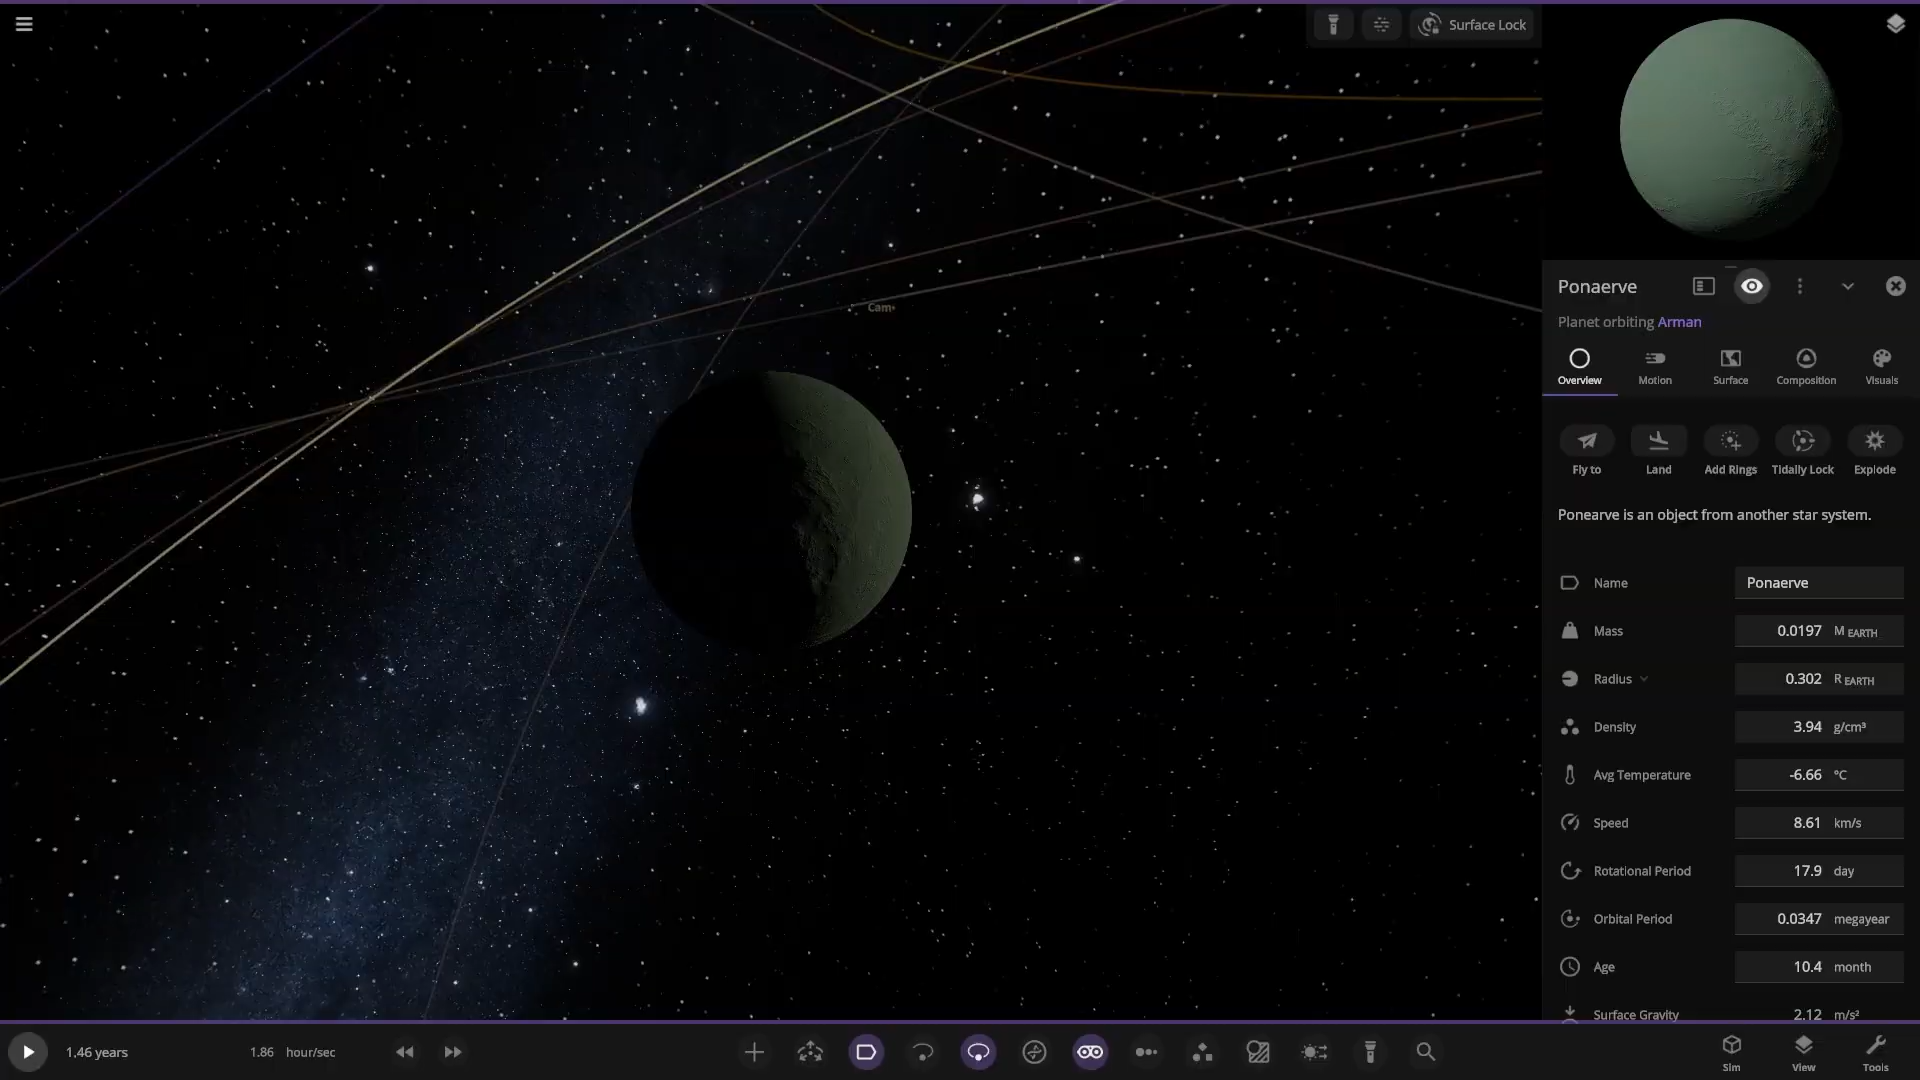 Surface Lock
Cam
Ponaerve
Planet orbiting Arman
Overview Motion Surface Composition Visuals
Fly to Land Add Rings Tidally Lock Explode
Ponearve is an object from another star system.
Name Ponaerve
Mass 0.0197 M EARTH
Radius 0.302 R EARTH
Density 3.94 g/cm³
Avg Temperature -6.66 °C
Speed 8.61 km/s
Rotational Period 17.9 day
Orbital Period 0.0347 megayear
Age 10.4 month
Surface Gravity 2.12 m/s²
1.46 years 1.86 hour/sec
Sim View Tools